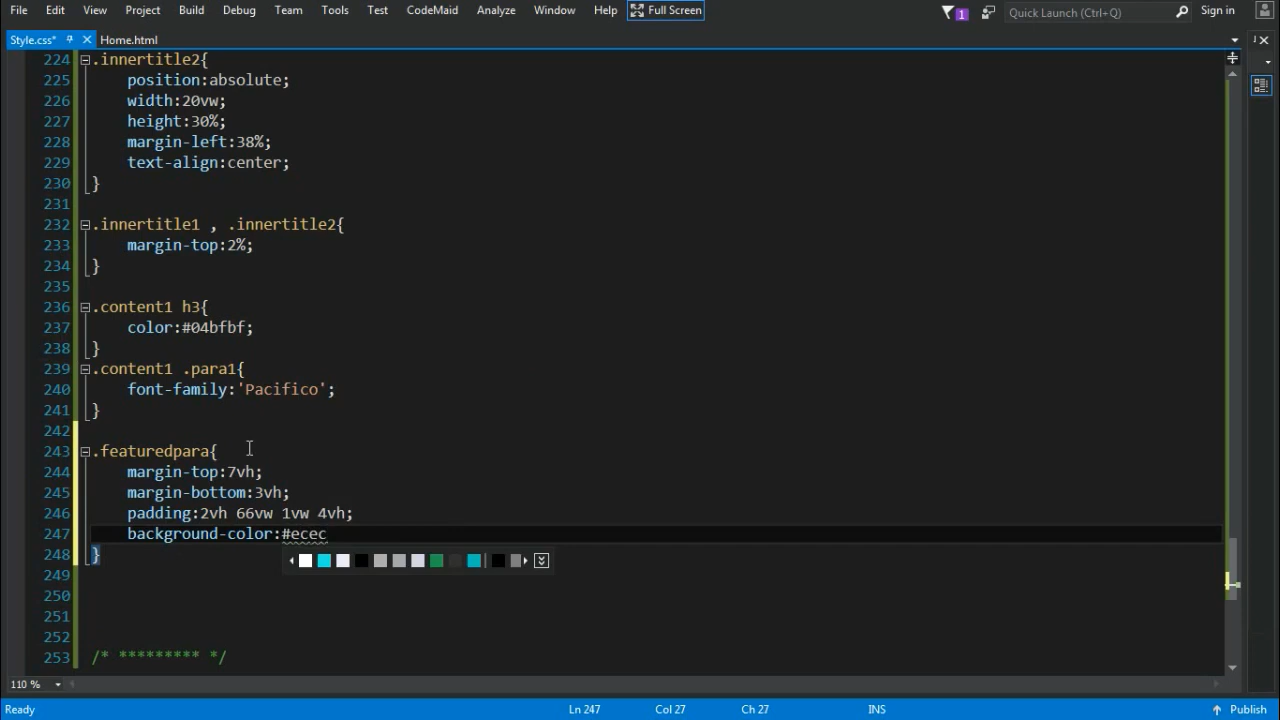 File Edit View Project Build Debug Team Tools Test CodeMaid Analyze Window Help Full Screen 1 Quick Launch (Ctrl+Q) Sign in
Style.css* Home.html
224 .innertitle2{
225 position:absolute;
226 width:20vw;
227 height:30%;
228 margin-left:38%;
229 text-align:center;
230 }
231
232 .innertitle1 , .innertitle2{
233 margin-top:2%;
234 }
235
236 .content1 h3{
237 color:#04bfbf;
238 }
239 .content1 .para1{
240 font-family:'Pacifico';
241 }
242
243 .featuredpara{
244 margin-top:7vh;
245 margin-bottom:3vh;
246 padding:2vh 66vw 1vw 4vh;
247 background-color:#ecec
248 }
249
250
251
252
253 /* ********* */
110 %
Ready Ln 247 Col 27 Ch 27 INS Publish